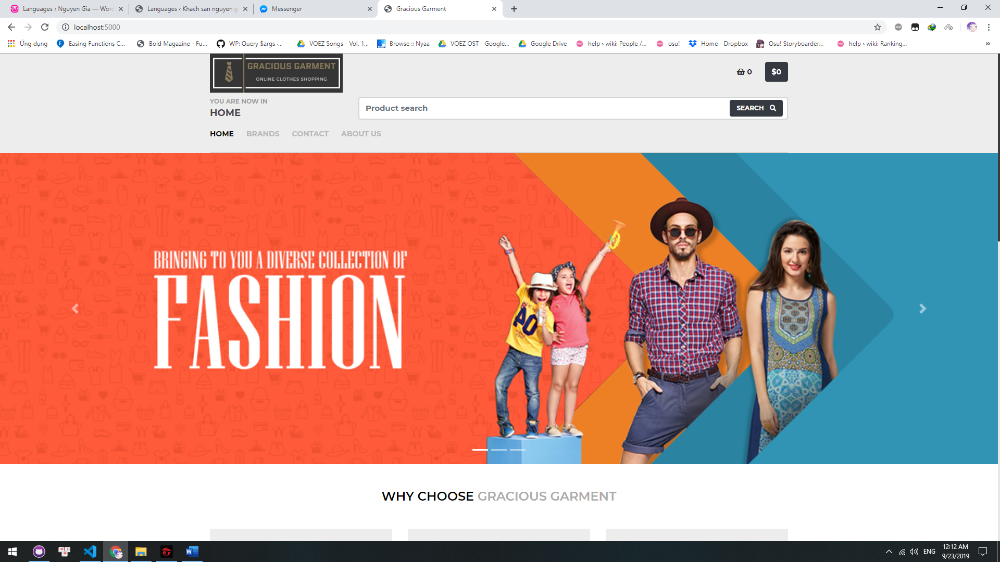 Languages ‹ Nguyen Gia — Word
Languages ‹ Khach san nguyen g
Messenger
Gracious Garment
localhost:5000
Ứng dụng
Easing Functions C...
Bold Magazine - Fu...
WP: Query $args ·...
VOEZ Songs - Vol. 1...
Browse :: Nyaa
VOEZ OST - Google...
Google Drive
help › wiki: People /...
osu!
Home - Dropbox
Osu! Storyboarder...
help › wiki: Ranking...
»
GRACIOUS GARMENT
ONLINE CLOTHES SHOPPING
0
$0
YOU ARE NOW IN
HOME
Product search
SEARCH
HOME
BRANDS
CONTACT
ABOUT US
BRINGING TO YOU A DIVERSE COLLECTION OF
FASHION
40
WHY CHOOSE GRACIOUS GARMENT
ENG
12:12 AM
9/23/2019